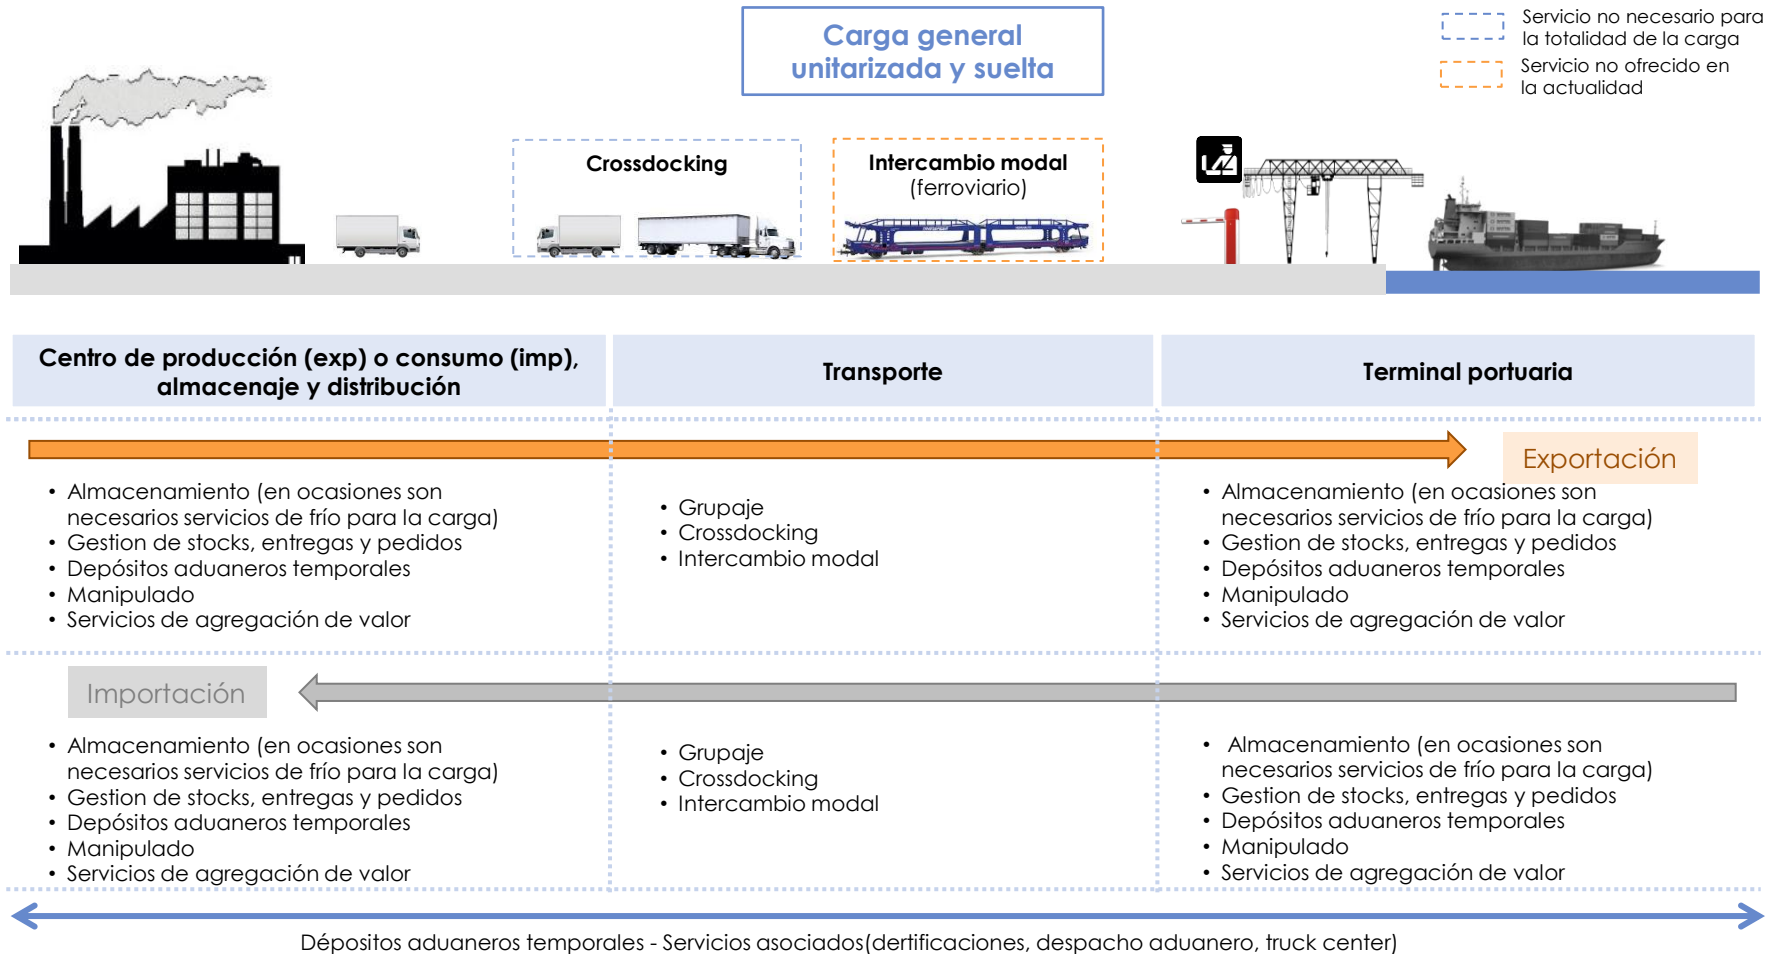 Carga general
unitarizada y suelta
Servicio no necesario para
la totalidad de la carga
Servicio no ofrecido en
la actualidad
Crossdocking
Intercambio modal
(ferroviario)
Centro de producción (exp) o consumo (imp),
almacenaje y distribución
Transporte
Terminal portuaria
Exportación
• Almacenamiento (en ocasiones son
necesarios servicios de frío para la carga)
• Gestion de stocks, entregas y pedidos
• Depósitos aduaneros temporales
• Manipulado
• Servicios de agregación de valor
• Grupaje
• Crossdocking
• Intercambio modal
• Almacenamiento (en ocasiones son
necesarios servicios de frío para la carga)
• Gestion de stocks, entregas y pedidos
• Depósitos aduaneros temporales
• Manipulado
• Servicios de agregación de valor
Importación
• Almacenamiento (en ocasiones son
necesarios servicios de frío para la carga)
• Gestion de stocks, entregas y pedidos
• Depósitos aduaneros temporales
• Manipulado
• Servicios de agregación de valor
• Grupaje
• Crossdocking
• Intercambio modal
• Almacenamiento (en ocasiones son
necesarios servicios de frío para la carga)
• Gestion de stocks, entregas y pedidos
• Depósitos aduaneros temporales
• Manipulado
• Servicios de agregación de valor
Dépositos aduaneros temporales - Servicios asociados(dertificaciones, despacho aduanero, truck center)